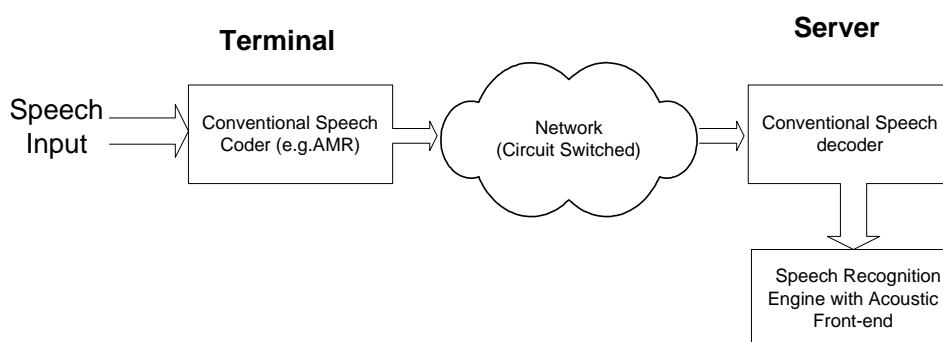 Terminal
Server
Speech
Input
Conventional Speech
Coder (e.g.AMR)
Network
(Circuit Switched)
Conventional Speech
decoder
Speech Recognition
Engine with Acoustic
Front-end